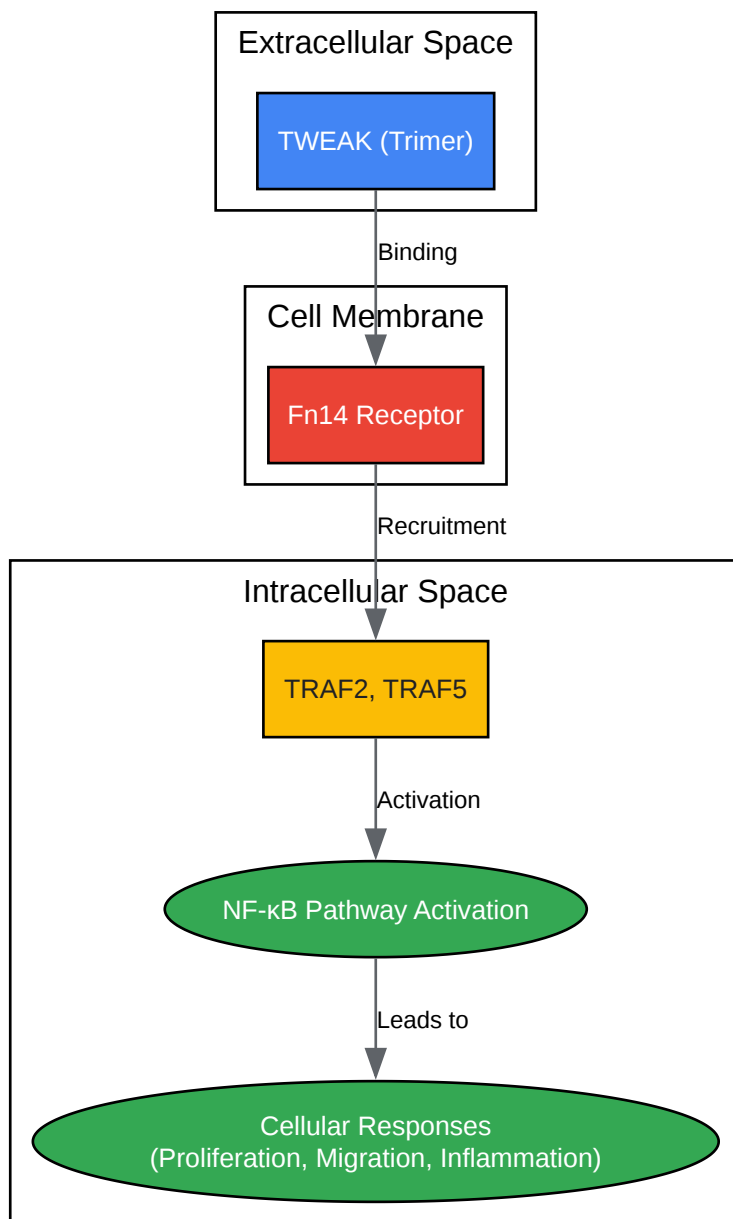 Extracellular Space
TWEAK (Trimer)
Binding
Cell Membrane
Fn14 Receptor
Recruitment
Intracellular Space
TRAF2, TRAF5
Activation
NF-κB Pathway Activation
Leads to
Cellular Responses
(Proliferation, Migration, Inflammation)